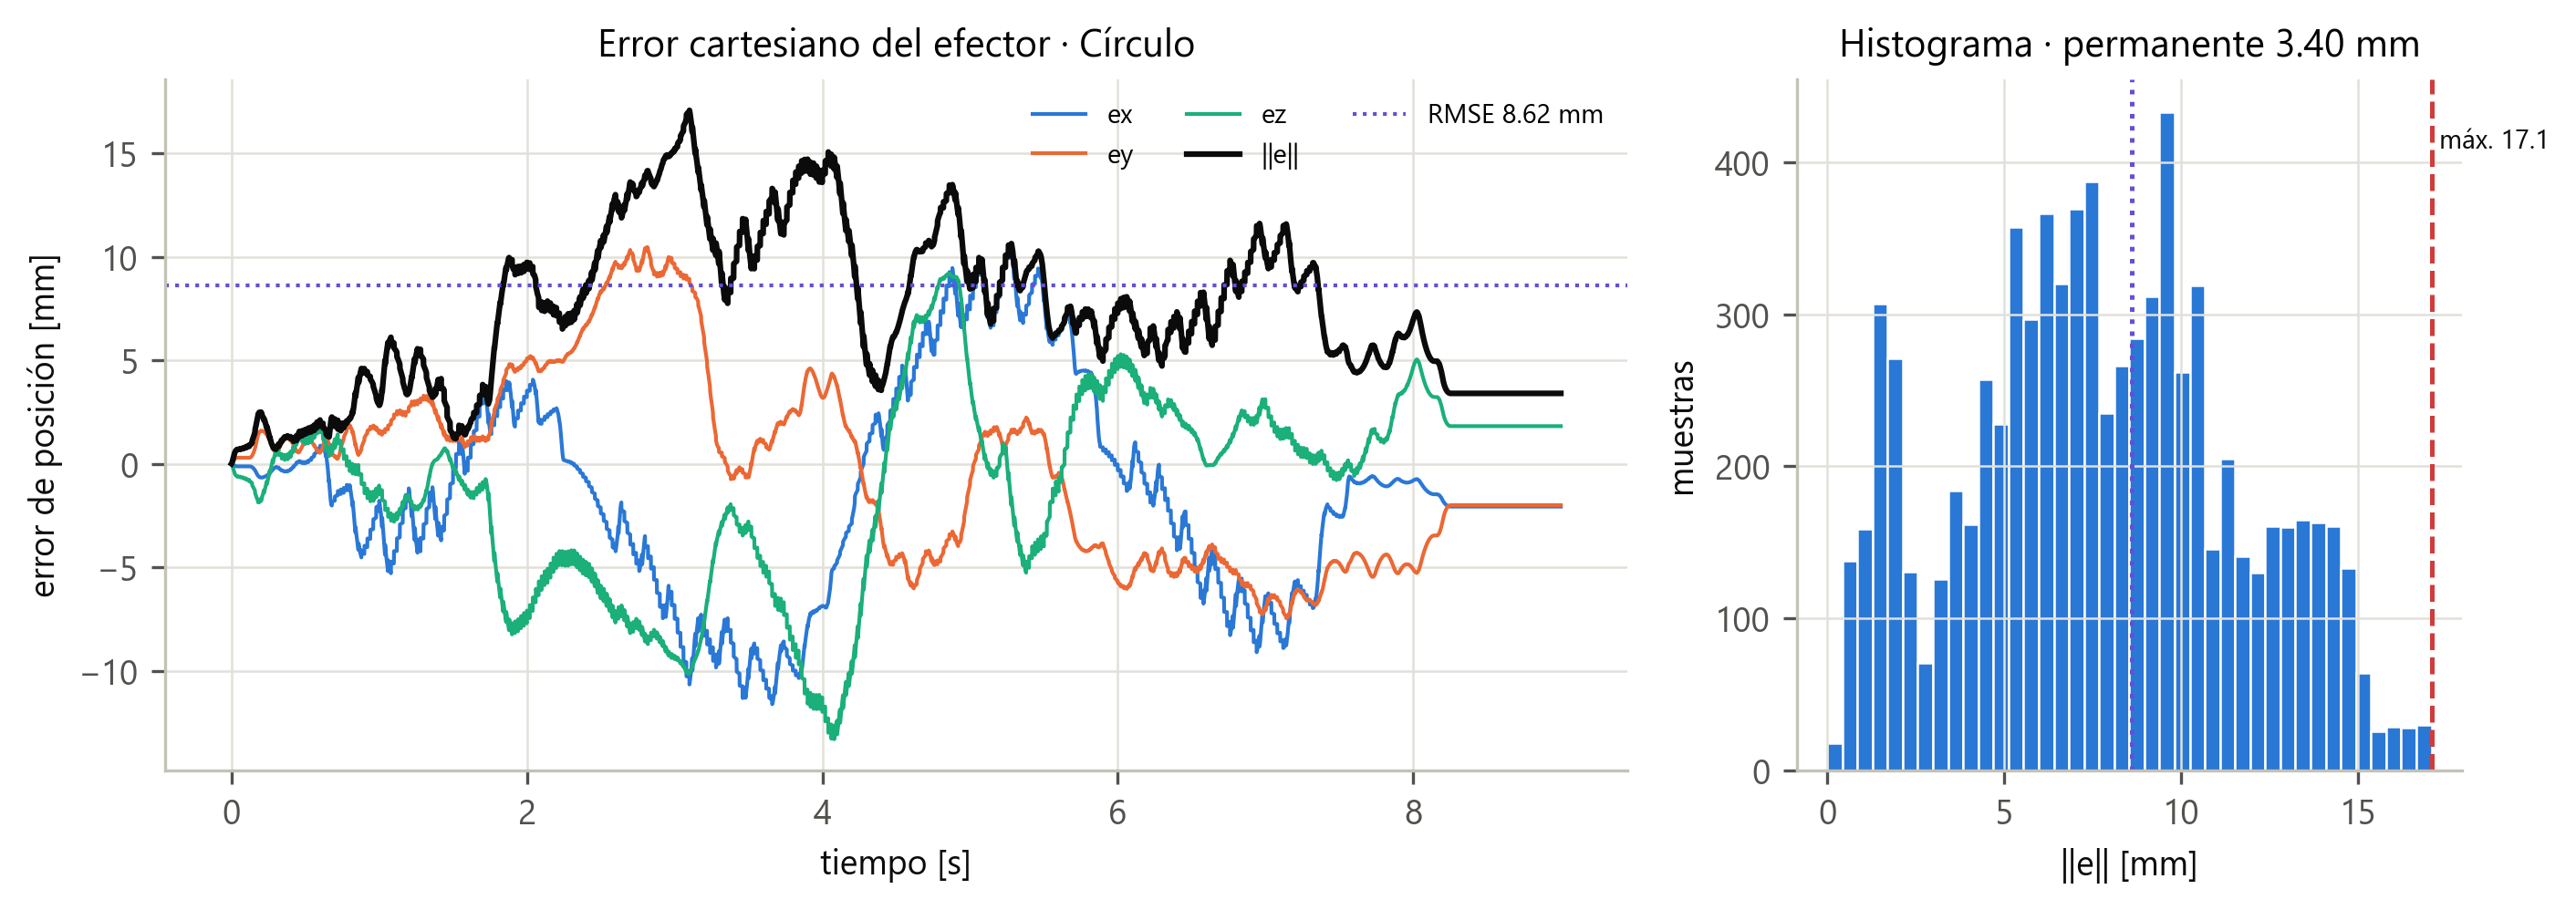 Error cartesiano del efector · Círculo
error de posición [mm]
15
10
5
0
−5
−10
0
2
4
6
8
tiempo [s]
ex
ey
ez
||e||
RMSE 8.62 mm
Histograma · permanente 3.40 mm
muestras
400
300
200
100
0
0
5
10
15
||e|| [mm]
máx. 17.1